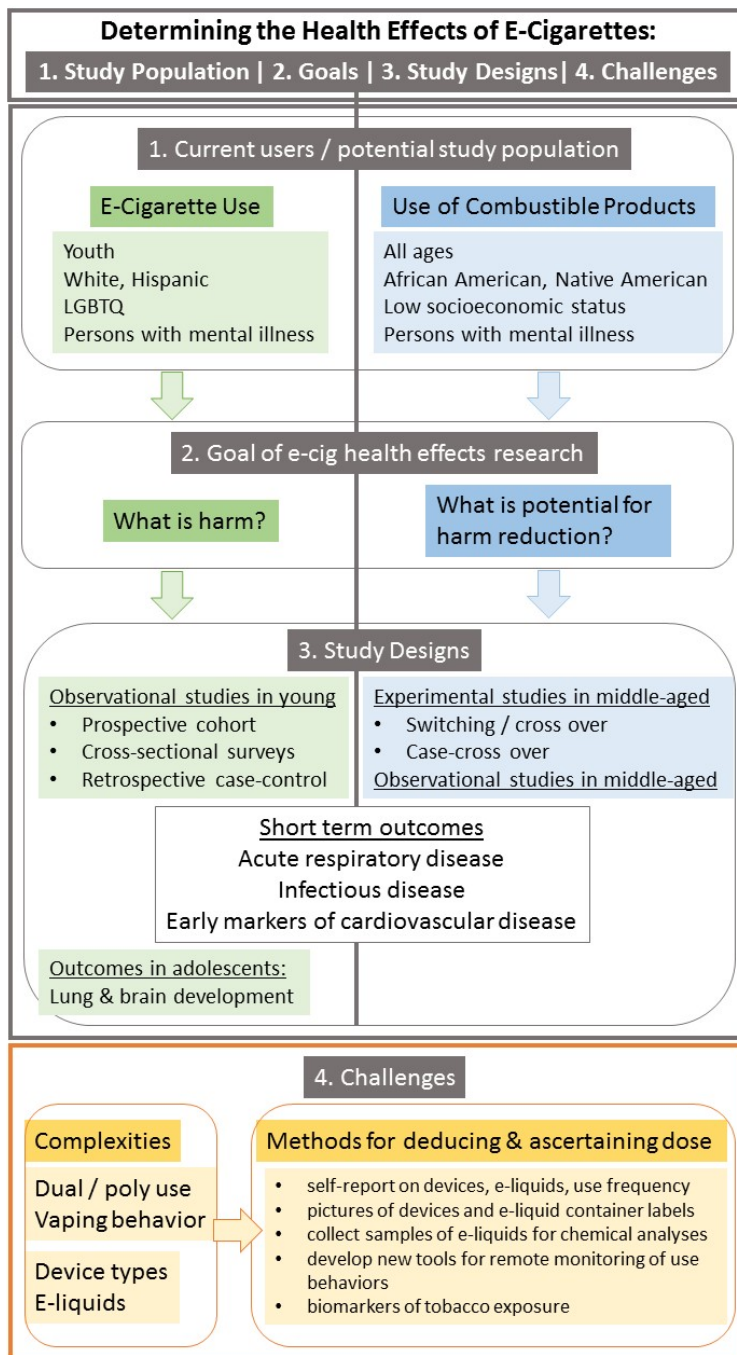 Determining the Health Effects of E-Cigarettes:
1. Study Population | 2. Goals | 3. Study Designs| 4. Challenges
1. Current users / potential study population
E-Cigarette Use
Youth
White, Hispanic
LGBTQ
Persons with mental illness
Use of Combustible Products
All ages
African American, Native American
Low socioeconomic status
Persons with mental illness
2. Goal of e-cig health effects research
What is harm?
What is potential for
harm reduction?
3. Study Designs
Observational studies in young
• Prospective cohort
• Cross-sectional surveys
• Retrospective case-control
Experimental studies in middle-aged
• Switching / cross over
• Case-cross over
Observational studies in middle-aged
Short term outcomes
Acute respiratory disease
Infectious disease
Early markers of cardiovascular disease
Outcomes in adolescents:
Lung & brain development
4. Challenges
Complexities
Dual / poly use
Vaping behavior
Device types
E-liquids
Methods for deducing & ascertaining dose
• self-report on devices, e-liquids, use frequency
• pictures of devices and e-liquid container labels
• collect samples of e-liquids for chemical analyses
• develop new tools for remote monitoring of use
behaviors
• biomarkers of tobacco exposure